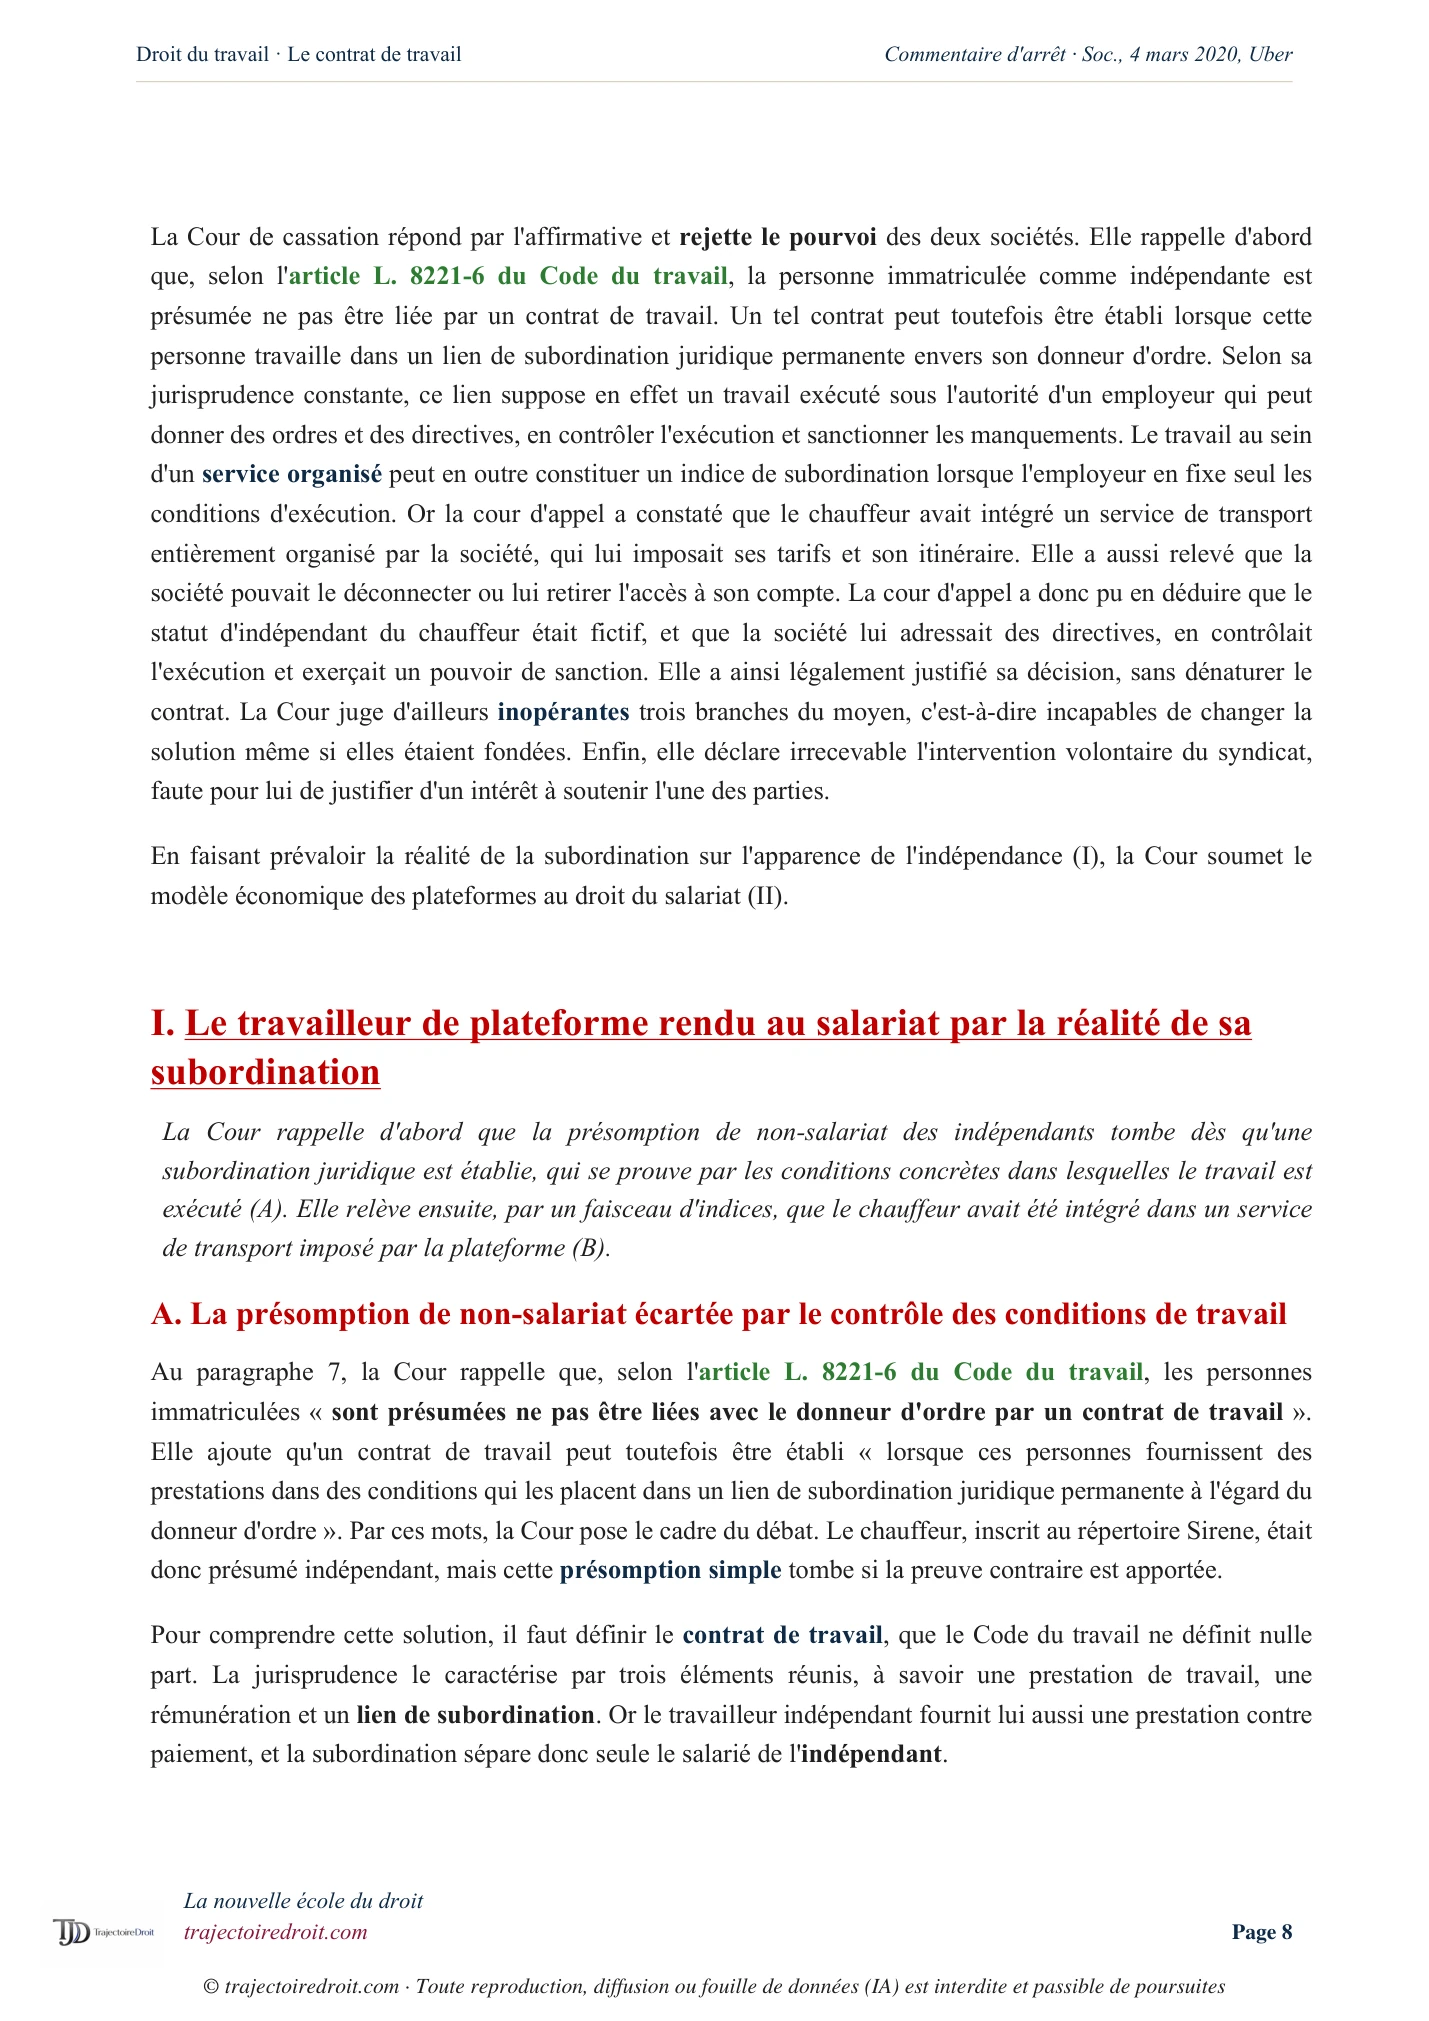 Droit du travail · Le contrat de travail
Commentaire d'arrêt · Soc., 4 mars 2020, Uber
La Cour de cassation répond par l'affirmative et rejette le pourvoi des deux sociétés. Elle rappelle d'abord
que, selon l'article L. 8221-6 du Code du travail, la personne immatriculée comme indépendante est
présumée ne pas être liée par un contrat de travail. Un tel contrat peut toutefois être établi lorsque cette
personne travaille dans un lien de subordination juridique permanente envers son donneur d'ordre. Selon sa
jurisprudence constante, ce lien suppose en effet un travail exécuté sous l'autorité d'un employeur qui peut
donner des ordres et des directives, en contrôler l'exécution et sanctionner les manquements. Le travail au sein
d'un service organisé peut en outre constituer un indice de subordination lorsque l'employeur en fixe seul les
conditions d'exécution. Or la cour d'appel a constaté que le chauffeur avait intégré un service de transport
entièrement organisé par la société, qui lui imposait ses tarifs et son itinéraire. Elle a aussi relevé que la
société pouvait le déconnecter ou lui retirer l'accès à son compte. La cour d'appel a donc pu en déduire que le
statut d'indépendant du chauffeur était fictif, et que la société lui adressait des directives, en contrôlait
l'exécution et exerçait un pouvoir de sanction. Elle a ainsi légalement justifié sa décision, sans dénaturer le
contrat. La Cour juge d'ailleurs inopérantes trois branches du moyen, c'est-à-dire incapables de changer la
solution même si elles étaient fondées. Enfin, elle déclare irrecevable l'intervention volontaire du syndicat,
faute pour lui de justifier d'un intérêt à soutenir l'une des parties.
En faisant prévaloir la réalité de la subordination sur l'apparence de l'indépendance (I), la Cour soumet le
modèle économique des plateformes au droit du salariat (II).
I. Le travailleur de plateforme rendu au salariat par la réalité de sa
subordination
La Cour rappelle d'abord que la présomption de non-salariat des indépendants tombe dès qu'une
subordination juridique est établie, qui se prouve par les conditions concrètes dans lesquelles le travail est
exécuté (A). Elle relève ensuite, par un faisceau d'indices, que le chauffeur avait été intégré dans un service
de transport imposé par la plateforme (B).
A. La présomption de non-salariat écartée par le contrôle des conditions de travail
Au paragraphe 7, la Cour rappelle que, selon l'article L. 8221-6 du Code du travail, les personnes
immatriculées « sont présumées ne pas être liées avec le donneur d'ordre par un contrat de travail ».
Elle ajoute qu'un contrat de travail peut toutefois être établi « lorsque ces personnes fournissent des
prestations dans des conditions qui les placent dans un lien de subordination juridique permanente à l'égard du
donneur d'ordre ». Par ces mots, la Cour pose le cadre du débat. Le chauffeur, inscrit au répertoire Sirene, était
donc présumé indépendant, mais cette présomption simple tombe si la preuve contraire est apportée.
Pour comprendre cette solution, il faut définir le contrat de travail, que le Code du travail ne définit nulle
part. La jurisprudence le caractérise par trois éléments réunis, à savoir une prestation de travail, une
rémunération et un lien de subordination. Or le travailleur indépendant fournit lui aussi une prestation contre
paiement, et la subordination sépare donc seule le salarié de l'indépendant.
La nouvelle école du droit
TJD TrajectoireDroit
trajectoiredroit.com
Page 8
© trajectoiredroit.com · Toute reproduction, diffusion ou fouille de données (IA) est interdite et passible de poursuites